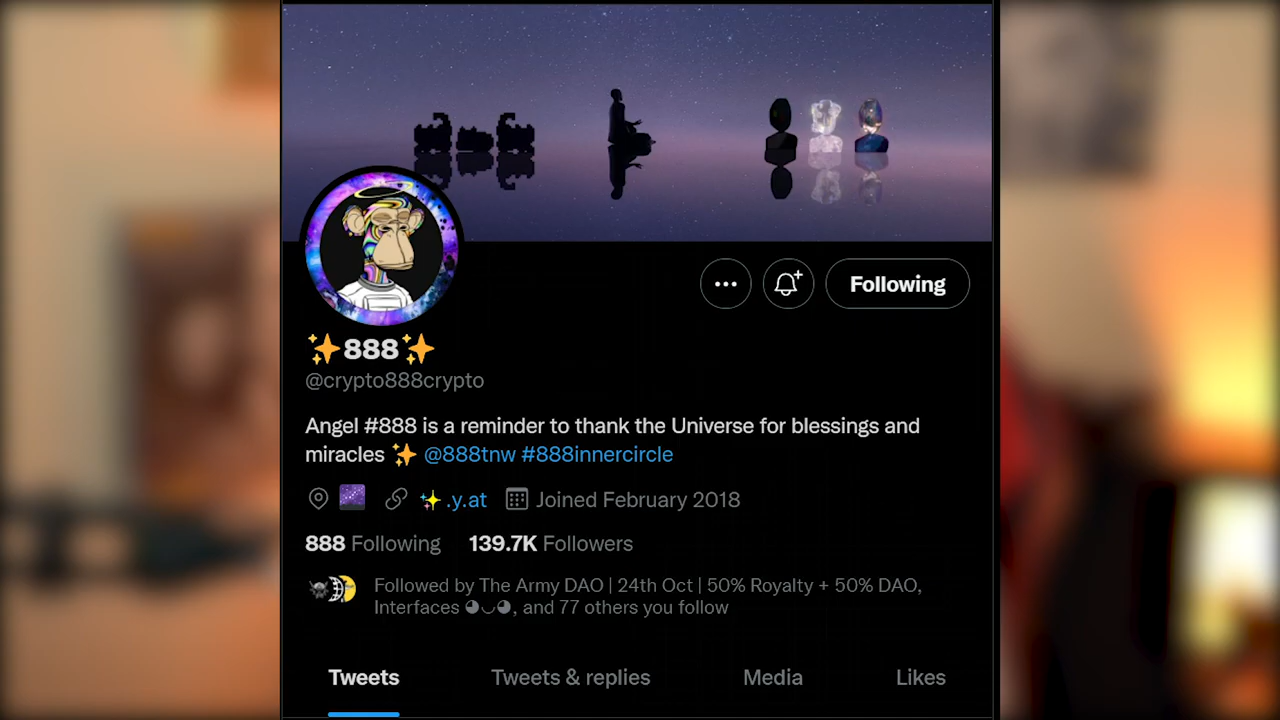 Following
✨888✨
@crypto888crypto
Angel #888 is a reminder to thank the Universe for blessings and
miracles ✨ @888tnw #888innercircle
✨.y.at Joined February 2018
888 Following 139.7K Followers
Followed by The Army DAO | 24th Oct | 50% Royalty + 50% DAO,
Interfaces ◕◡◕, and 77 others you follow
Tweets Tweets & replies Media Likes